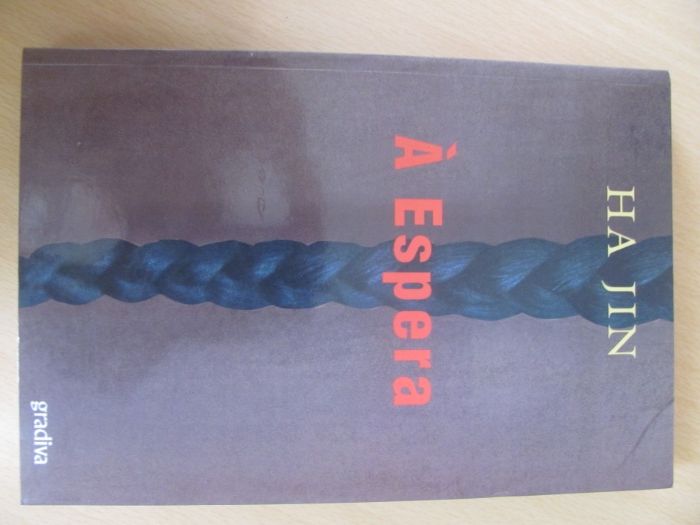 HA JIN
À Espera
gradiva